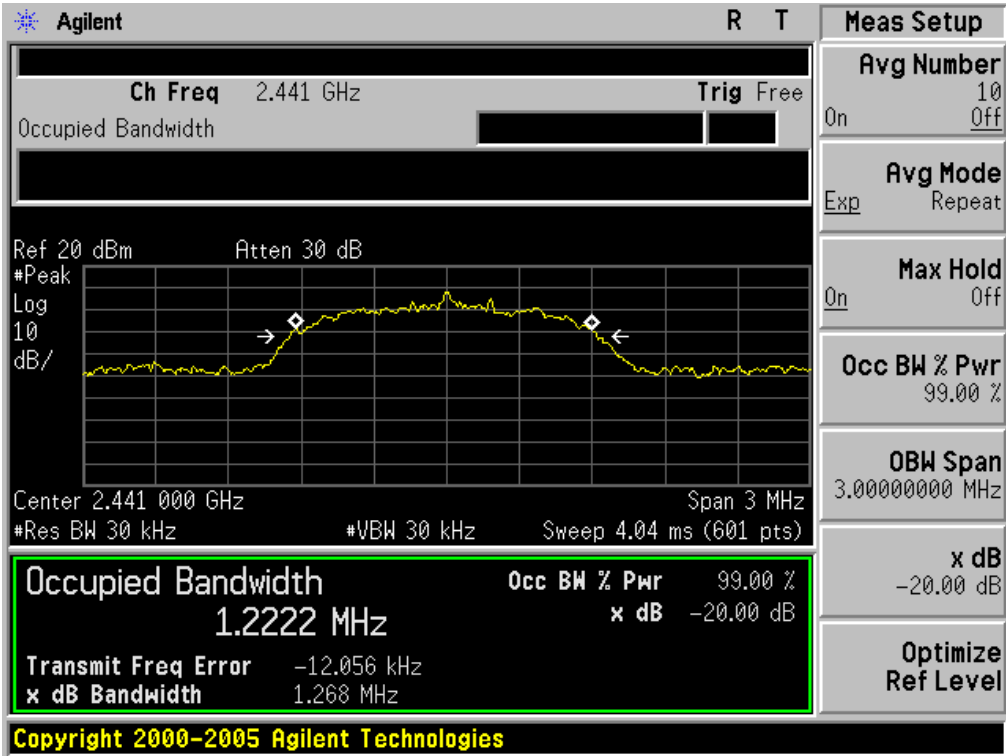 Agilent R T
Meas Setup
Ch Freq 2.441 GHz Trig Free
Occupied Bandwidth
Ref 20 dBm Atten 30 dB
#Peak
Log
10
dB/
Center 2.441 000 GHz Span 3 MHz
#Res BW 30 kHz #VBW 30 kHz Sweep 4.04 ms (601 pts)
Occupied Bandwidth Occ BW % Pwr 99.00 %
1.2222 MHz x dB -20.00 dB
Transmit Freq Error -12.056 kHz
x dB Bandwidth 1.268 MHz
Copyright 2000-2005 Agilent Technologies
Avg Number
10
On Off
Avg Mode
Exp Repeat
Max Hold
On Off
Occ BW % Pwr
99.00 %
OBW Span
3.00000000 MHz
x dB
-20.00 dB
Optimize
Ref Level